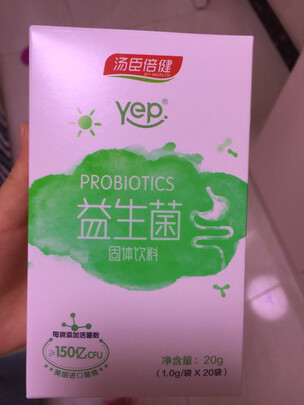 汤臣倍健
BY-HEALTH
Yep.®
PROBIOTICS
益生菌
固体饮料
每袋添加活菌数
≥150亿CFU
美国进口菌株
净含量：20g
（1.0g/袋 X 20袋）